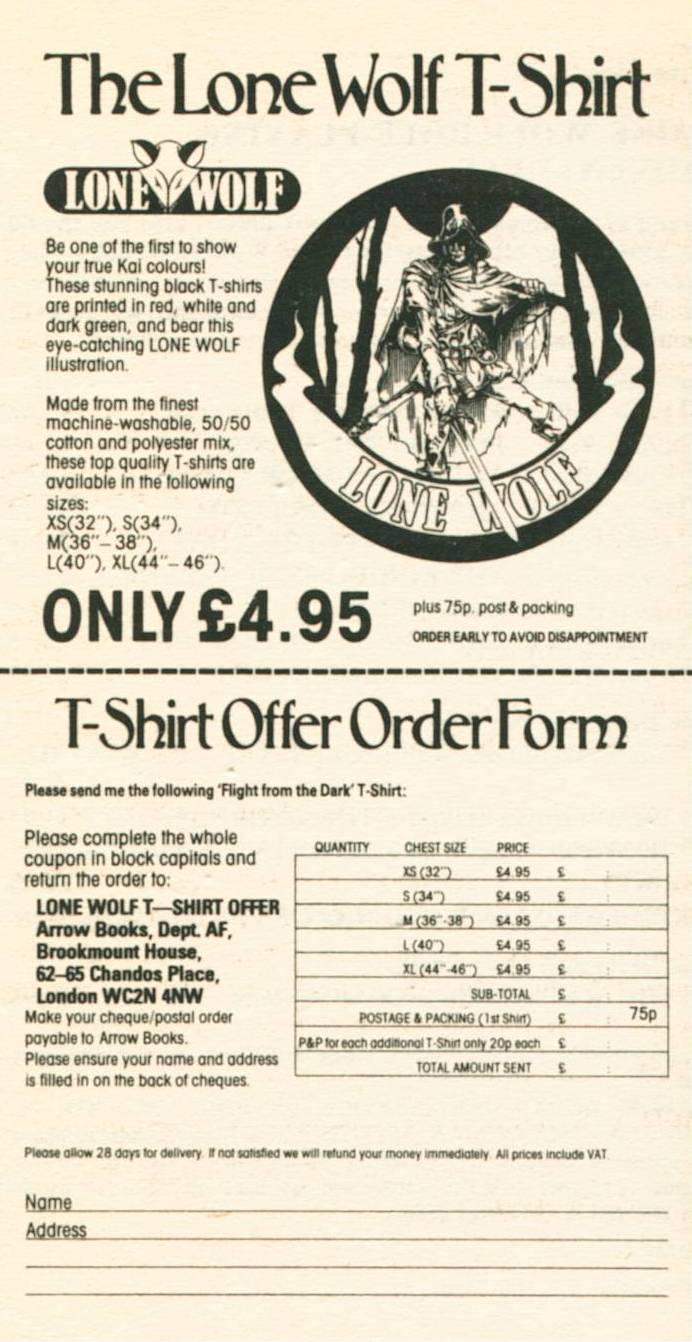 The Lone Wolf T-Shirt
LONE WOLF
Be one of the first to show
your true Kai colours!
These stunning black T-shirts
are printed in red, white and
dark green, and bear this
eye-catching LONE WOLF
illustration.
Made from the finest
machine-washable, 50/50
cotton and polyester mix,
these top quality T-shirts are
available in the following
sizes:
XS(32″), S(34″),
M(36″–38″),
L(40″), XL(44″–46″).
LONE WOLF
ONLY £4.95
plus 75p. post & packing
ORDER EARLY TO AVOID DISAPPOINTMENT
T-Shirt Offer Order Form
Please send me the following 'Flight from the Dark' T-Shirt:
Please complete the whole
coupon in block capitals and
return the order to:
LONE WOLF T—SHIRT OFFER
Arrow Books, Dept. AF,
Brookmount House,
62–65 Chandos Place,
London WC2N 4NW
Make your cheque/postal order
payable to Arrow Books.
Please ensure your name and address
is filled in on the back of cheques.
QUANTITY CHEST SIZE PRICE
XS (32″) £4.95 £ :
S (34″) £4.95 £ :
M (36″-38″) £4.95 £ :
L (40″) £4.95 £ :
XL (44″-46″) £4.95 £ :
SUB-TOTAL £ :
POSTAGE & PACKING (1st Shirt) £ : 75p
P&P for each additional T-Shirt only 20p each £ :
TOTAL AMOUNT SENT £ :
Please allow 28 days for delivery. If not satisfied we will refund your money immediately. All prices include VAT.
Name
Address